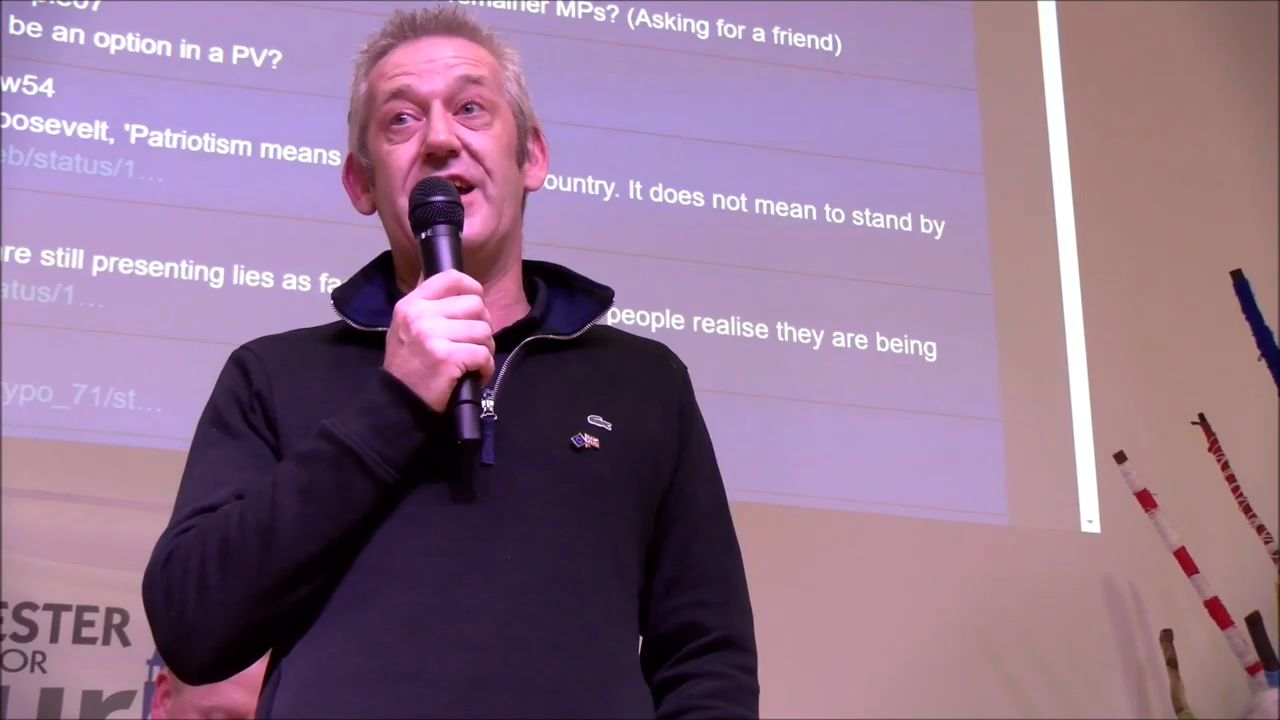 MPs? (Asking for a friend)
be an option in a PV?
w54
oosevelt, 'Patriotism means
ountry. It does not mean to stand by
eb/status/1…
re still presenting lies as fa
people realise they are being
atus/1…
ypo_71/st…
ESTER
OR
ur